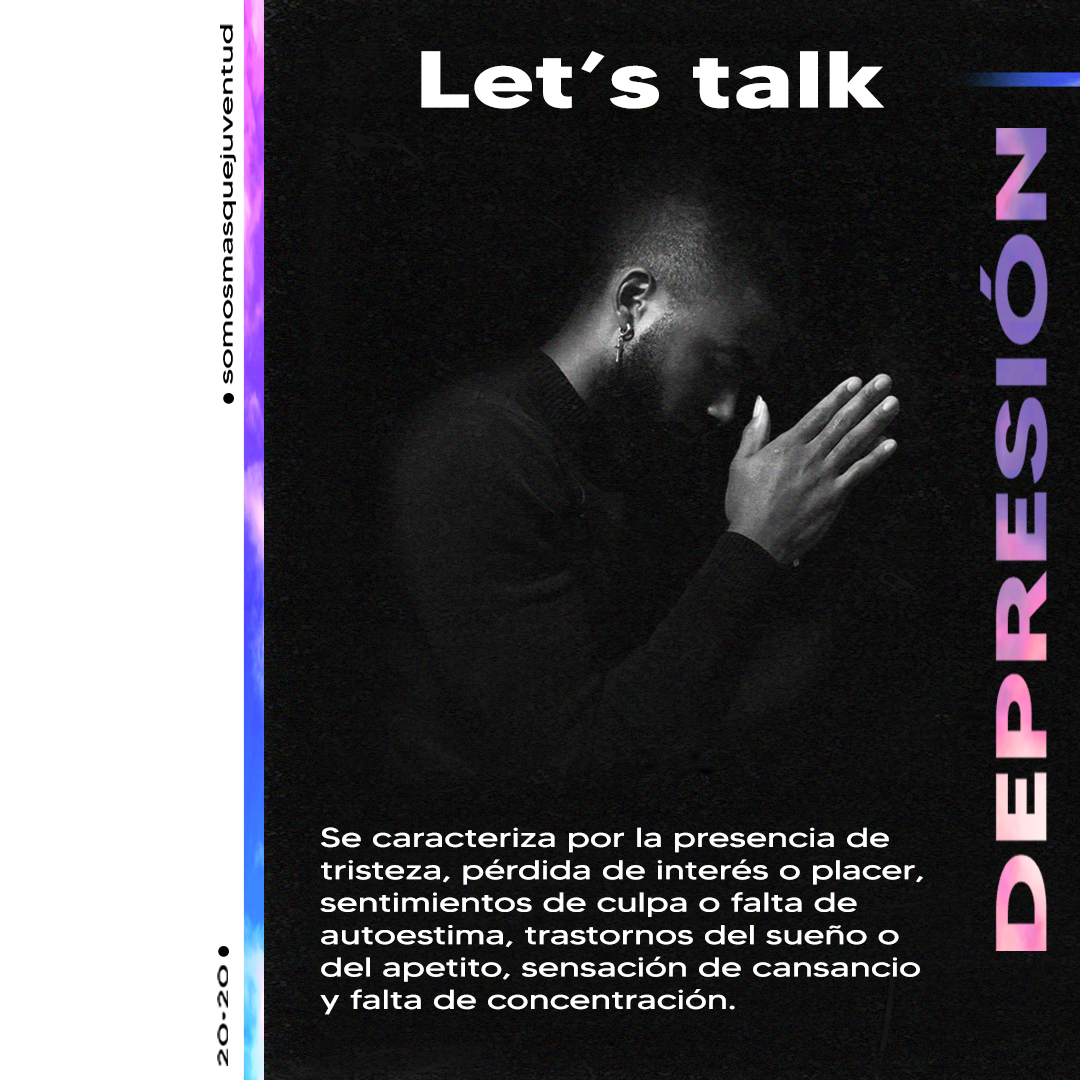 Let´s talk
DEPRESIÓN
Se caracteriza por la presencia de
tristeza, pérdida de interés o placer,
sentimientos de culpa o falta de
autoestima, trastornos del sueño o
del apetito, sensación de cansancio
y falta de concentración.
• somosmasquejuventud
20•20 •